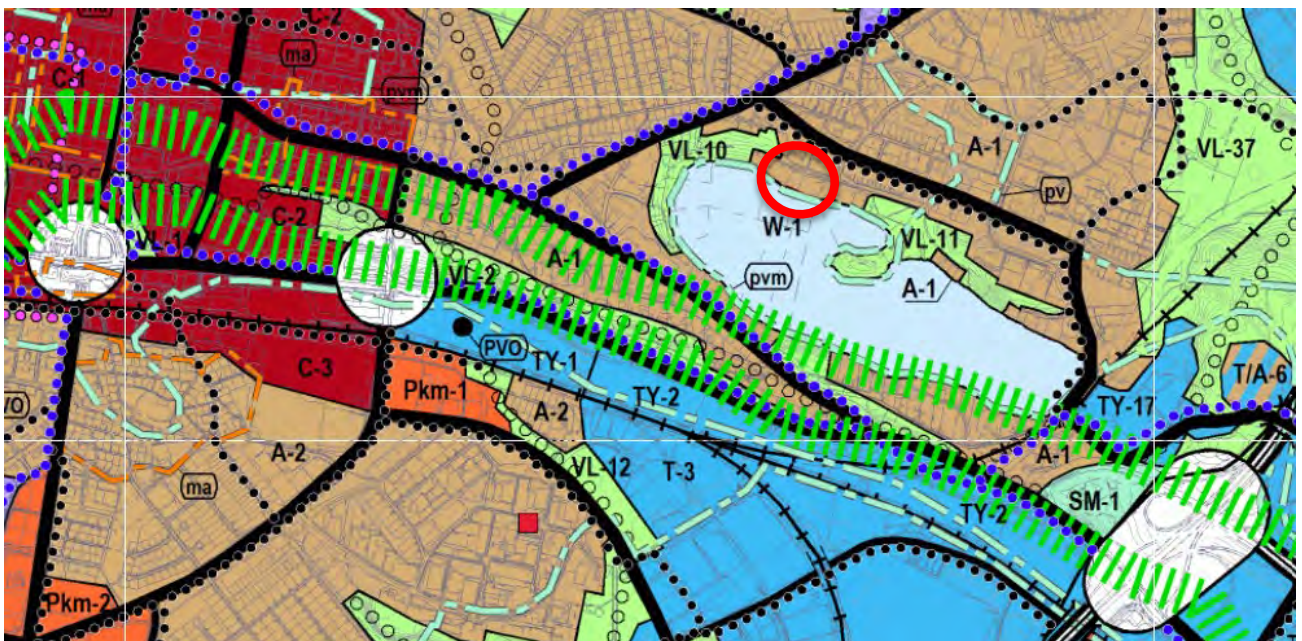 C-2
ma
C-1
pvm
VL-10
A-1
VL-37
pv
W-1
C-2
VL-1
VL-11
A-1
VL-2
pvm
A-1
PVO
TY-1
C-3
T/A-6
Pkm-1
TY-2
TY-17
A-2
A-2
A-1
VL-12
T-3
ma
SM-1
TY-2
Pkm-2